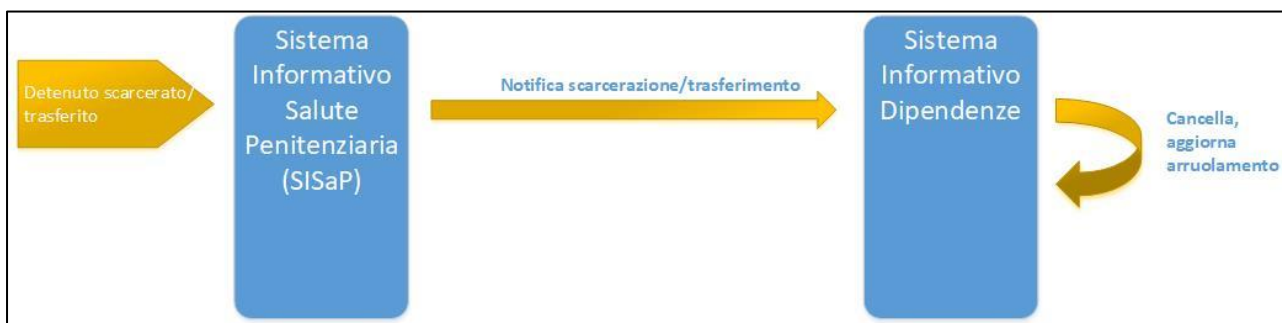 Detenuto scarcerato/
trasferito
Sistema
Informativo
Salute
Penitenziaria
(SISaP)
Notifica scarcerazione/trasferimento
Sistema
Informativo
Dipendenze
Cancella,
aggiorna
arruolamento